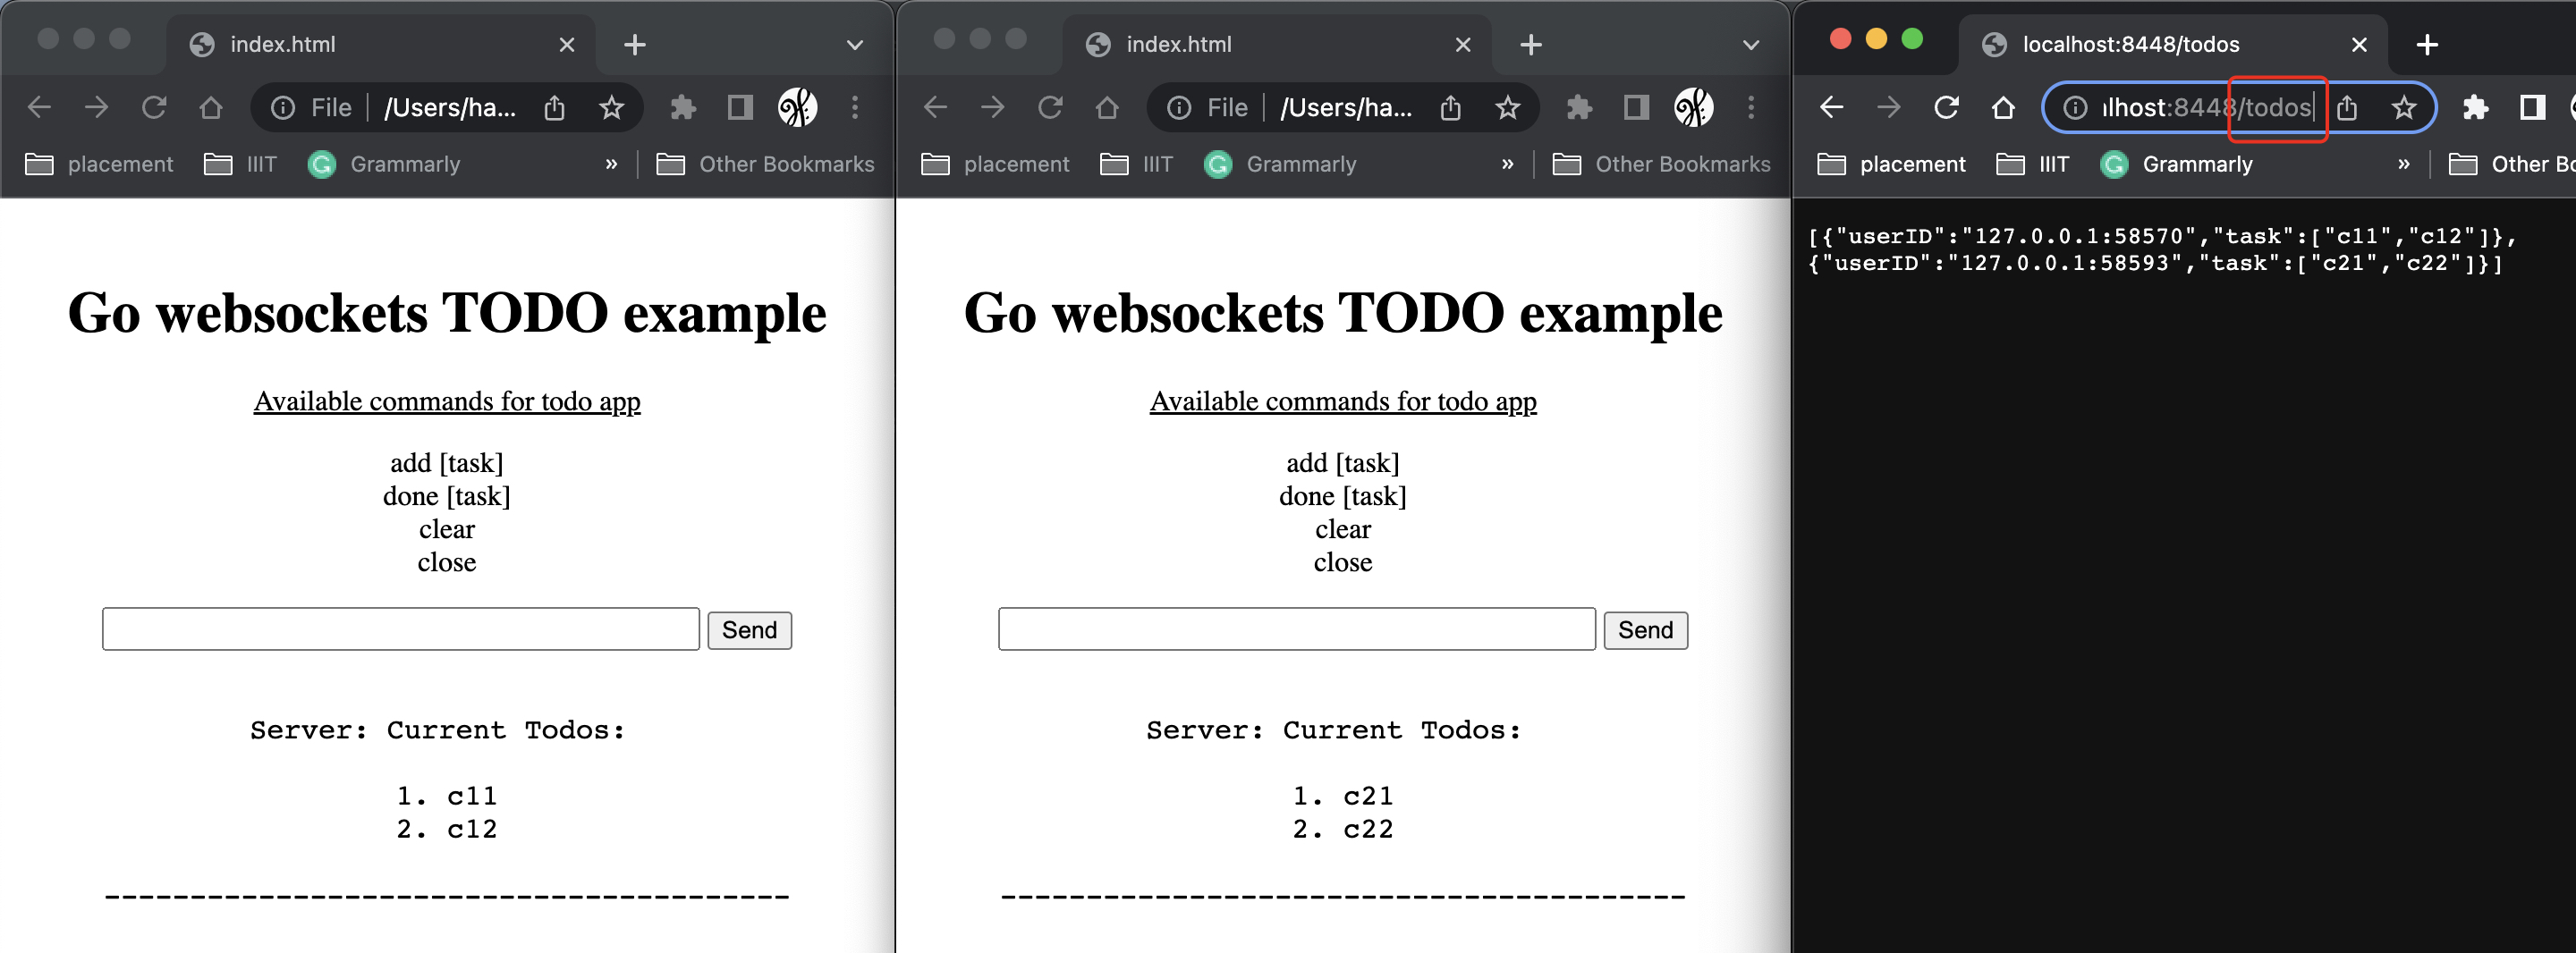 index.html
File /Users/ha...
placement IIIT Grammarly » Other Bookmarks
Go websockets TODO example
Available commands for todo app
add [task]
done [task]
clear
close
Send
Server: Current Todos:
1. c11
2. c12
----------------------------------------
index.html
File /Users/ha...
placement IIIT Grammarly » Other Bookmarks
Go websockets TODO example
Available commands for todo app
add [task]
done [task]
clear
close
Send
Server: Current Todos:
1. c21
2. c22
----------------------------------------
localhost:8448/todos
lhost:8448/todos
placement IIIT Grammarly » Other Bo
[{"userID":"127.0.0.1:58570","task":["c11","c12"]},
{"userID":"127.0.0.1:58593","task":["c21","c22"]}]